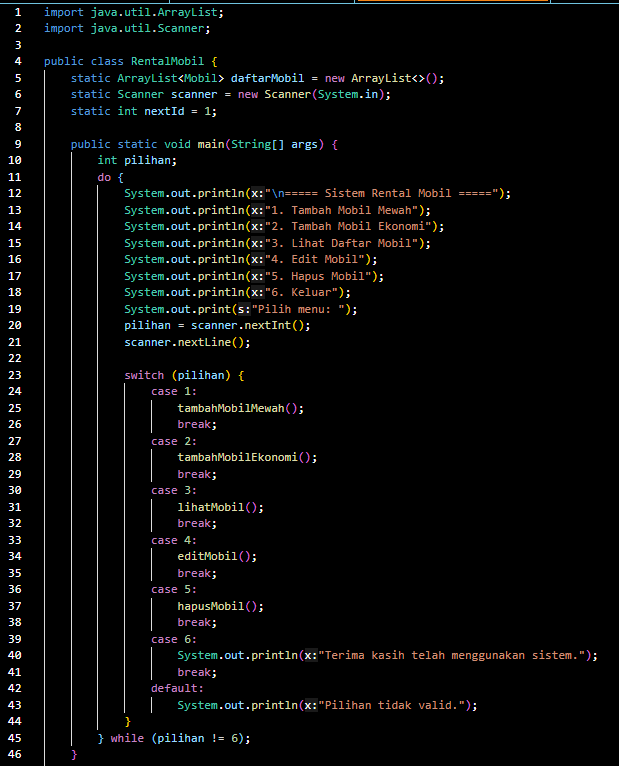 1 import java.util.ArrayList;
2 import java.util.Scanner;
3
4 public class RentalMobil {
5     static ArrayList<Mobil> daftarMobil = new ArrayList<>();
6     static Scanner scanner = new Scanner(System.in);
7     static int nextId = 1;
8
9     public static void main(String[] args) {
10         int pilihan;
11         do {
12             System.out.println(x:"\n===== Sistem Rental Mobil =====");
13             System.out.println(x:"1. Tambah Mobil Mewah");
14             System.out.println(x:"2. Tambah Mobil Ekonomi");
15             System.out.println(x:"3. Lihat Daftar Mobil");
16             System.out.println(x:"4. Edit Mobil");
17             System.out.println(x:"5. Hapus Mobil");
18             System.out.println(x:"6. Keluar");
19             System.out.print(s:"Pilih menu: ");
20             pilihan = scanner.nextInt();
21             scanner.nextLine();
22
23             switch (pilihan) {
24                 case 1:
25                     tambahMobilMewah();
26                     break;
27                 case 2:
28                     tambahMobilEkonomi();
29                     break;
30                 case 3:
31                     lihatMobil();
32                     break;
33                 case 4:
34                     editMobil();
35                     break;
36                 case 5:
37                     hapusMobil();
38                     break;
39                 case 6:
40                     System.out.println(x:"Terima kasih telah menggunakan sistem.");
41                     break;
42                 default:
43                     System.out.println(x:"Pilihan tidak valid.");
44             }
45         } while (pilihan != 6);
46     }